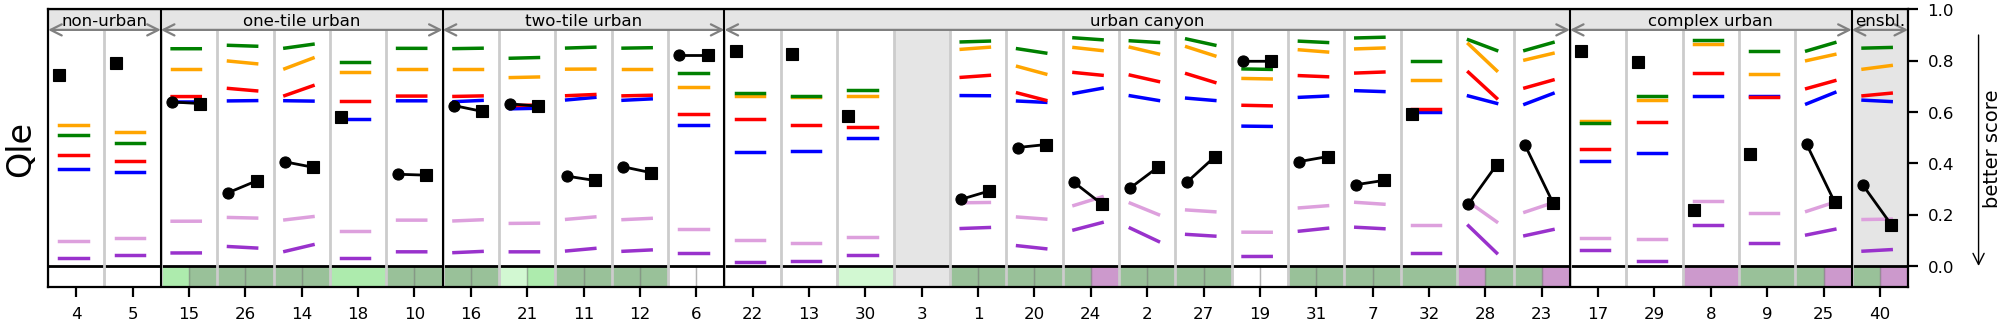 non-urban one-tile urban two-tile urban urban canyon complex urban ensbl.
Qle
1.0
0.8
0.6
0.4
0.2
0.0
better score
4 5 15 26 14 18 10 16 21 11 12 6 22 13 30 3 1 20 24 2 27 19 31 7 32 28 23 17 29 8 9 25 40